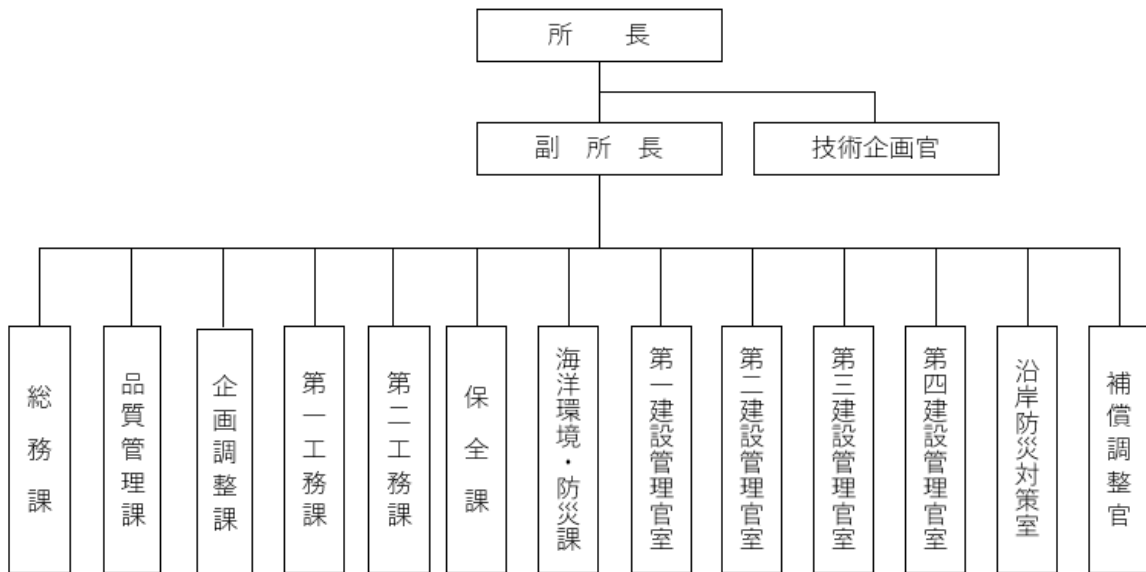 所　　長
副　所　長
技術企画官
総務課
品質管理課
企画調整課
第一工務課
第二工務課
保全課
海洋環境・防災課
第一建設管理官室
第二建設管理官室
第三建設管理官室
第四建設管理官室
沿岸防災対策室
補償調整官